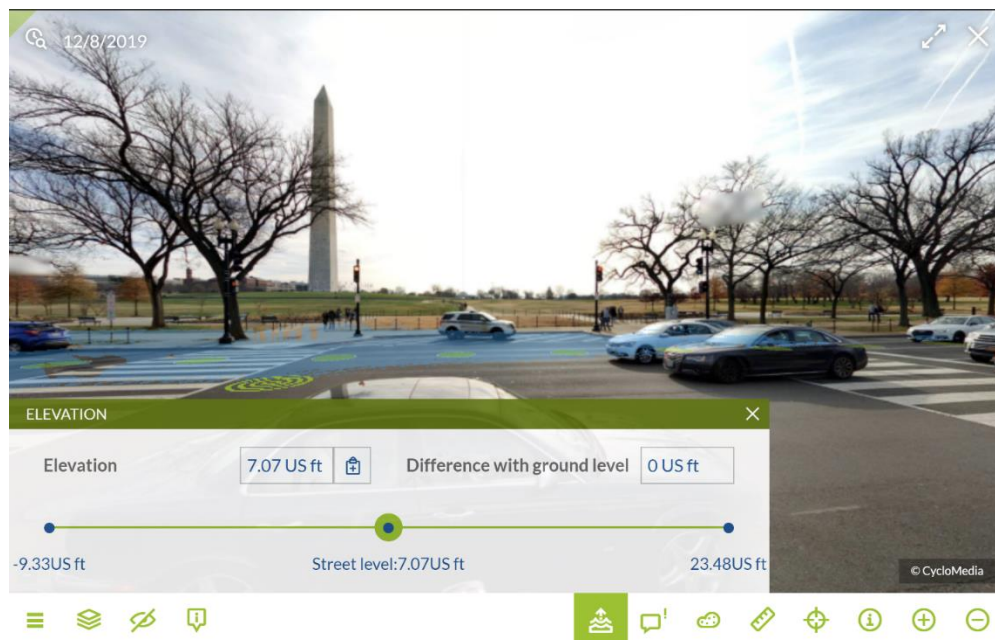 12/8/2019
ELEVATION
Elevation 7.07 US ft Difference with ground level 0 US ft
-9.33US ft Street level:7.07US ft 23.48US ft
© CycloMedia